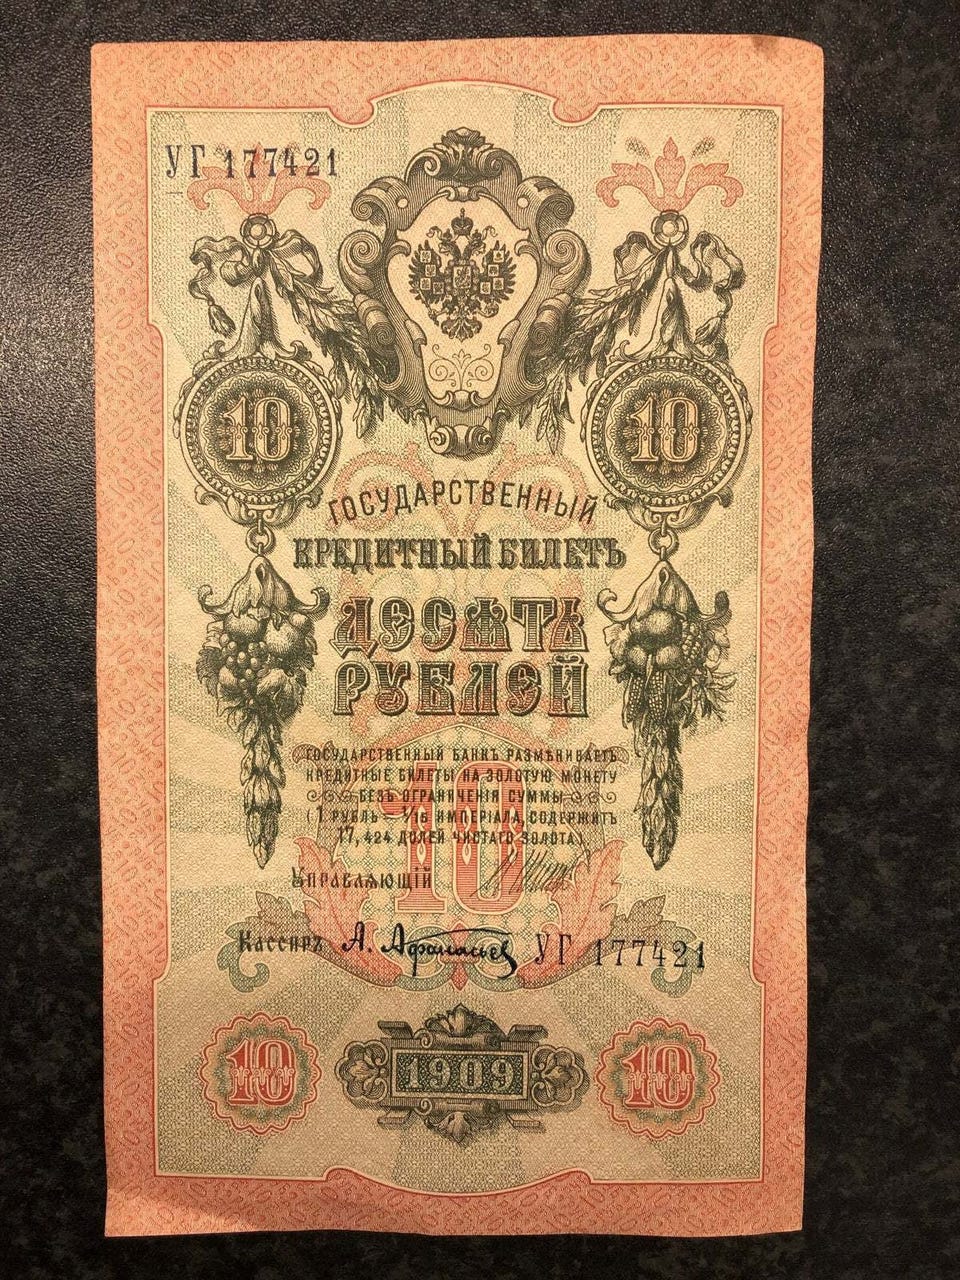 УГ 177421
10 10
ГОСУДАРСТВЕННЫЙ
КРЕДИТНЫЙ БИЛЕТЪ
ДЕСЯТЬ
РУБЛЕЙ
ГОСУДАРСТВЕННЫЙ БАНКЪ РАЗМѢНИВАЕТЪ
КРЕДИТНЫЕ БИЛЕТЫ НА ЗОЛОТУЮ МОНЕТУ
БЕЗЪ ОГРАНИЧЕНІЯ СУММЫ
(1 РУБЛЬ = 1/15 ИМПЕРІАЛА, СОДЕРЖИТЪ
17,424 ДОЛЕЙ ЧИСТАГО ЗОЛОТА)
10
УПРАВЛЯЮЩІЙ
Кассиръ А. Афанасьев УГ 177421
10 1909 10